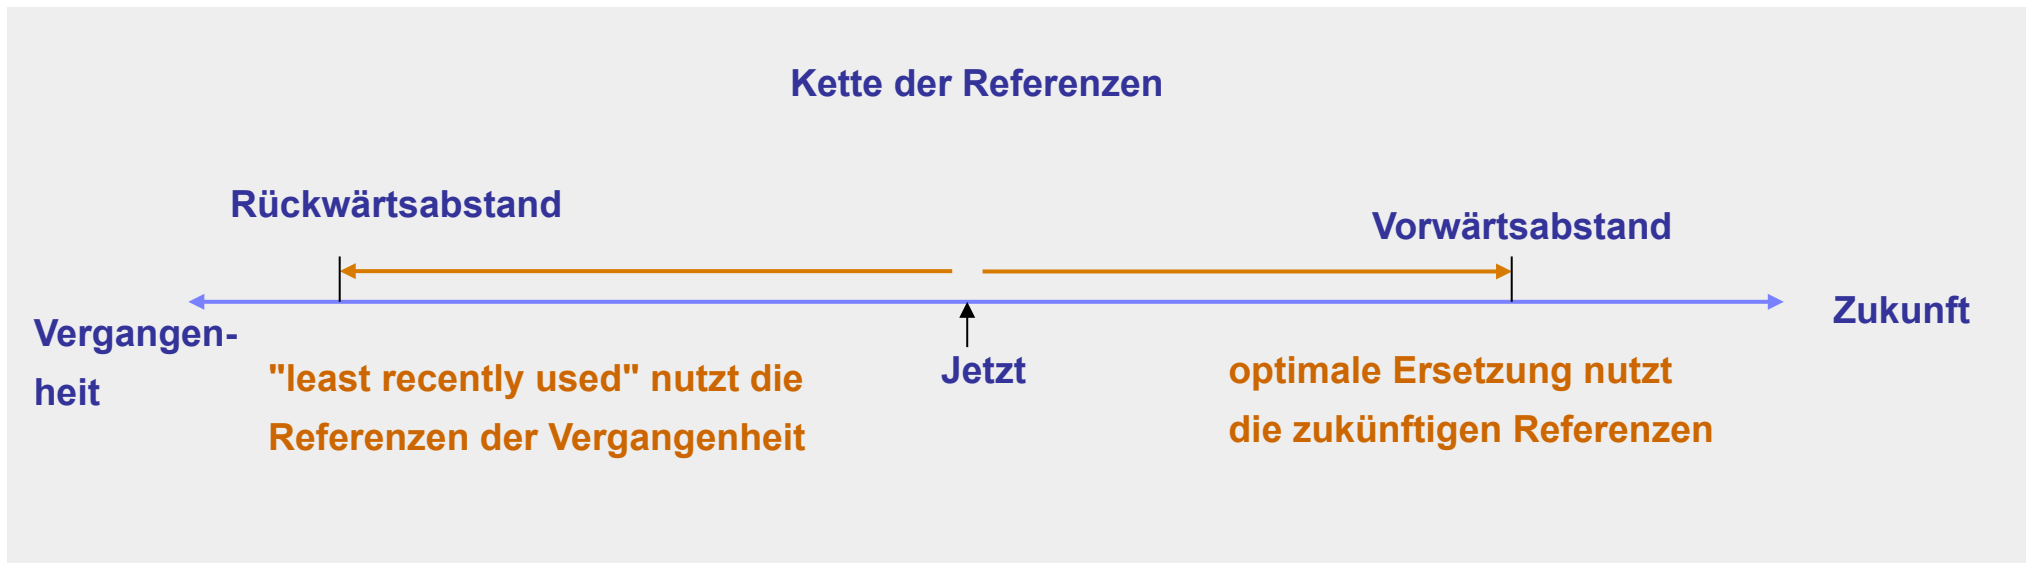 Kette der Referenzen
Rückwärtsabstand
Vorwärtsabstand
Vergangen-
heit
Zukunft
"least recently used" nutzt die
Referenzen der Vergangenheit
Jetzt
optimale Ersetzung nutzt
die zukünftigen Referenzen